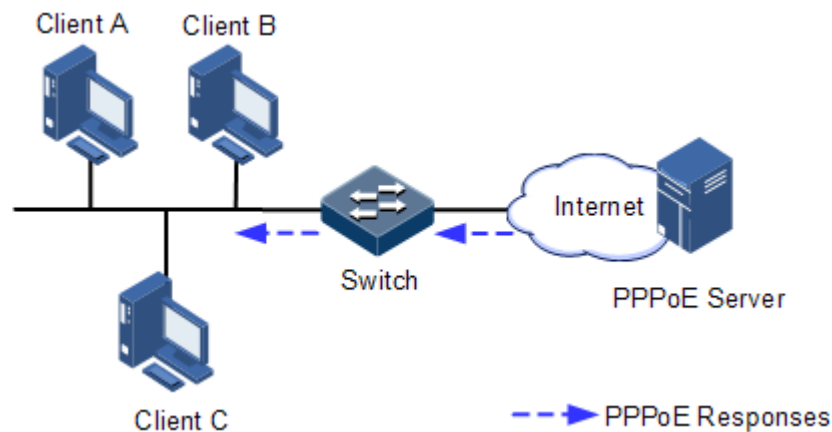 Client A
Client B
Internet
Switch
PPPoE Server
Client C
PPPoE Responses